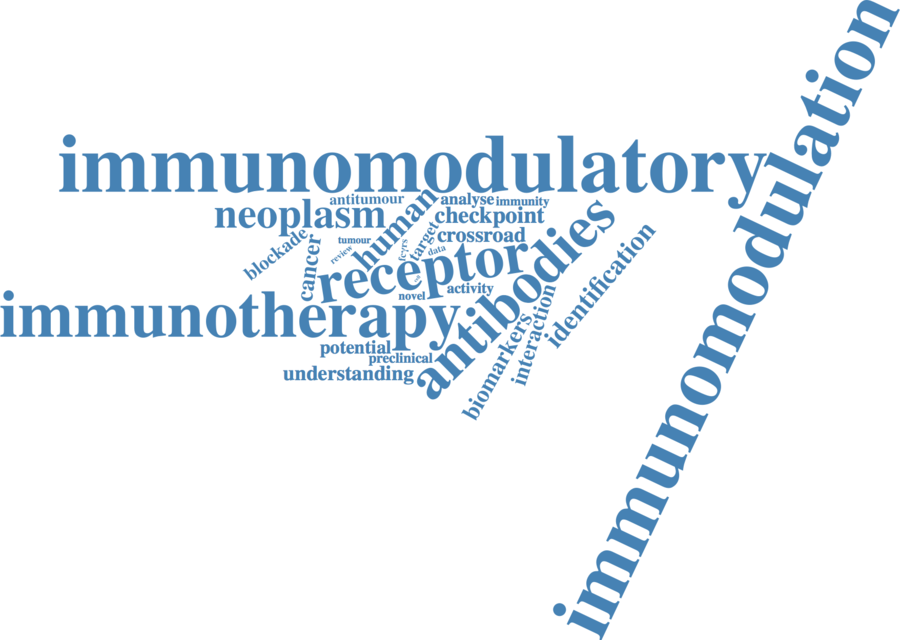 immunomodulation
immunomodulatory
antitumour
analyse
immunity
neoplasm
human
checkpoint
blockade
cancer
tumour
review
fcγrs
target
data
crossroad
receptor
antibodies
identification
novel
activity
immunotherapy
interaction
biomarkers
potential
preclinical
understanding